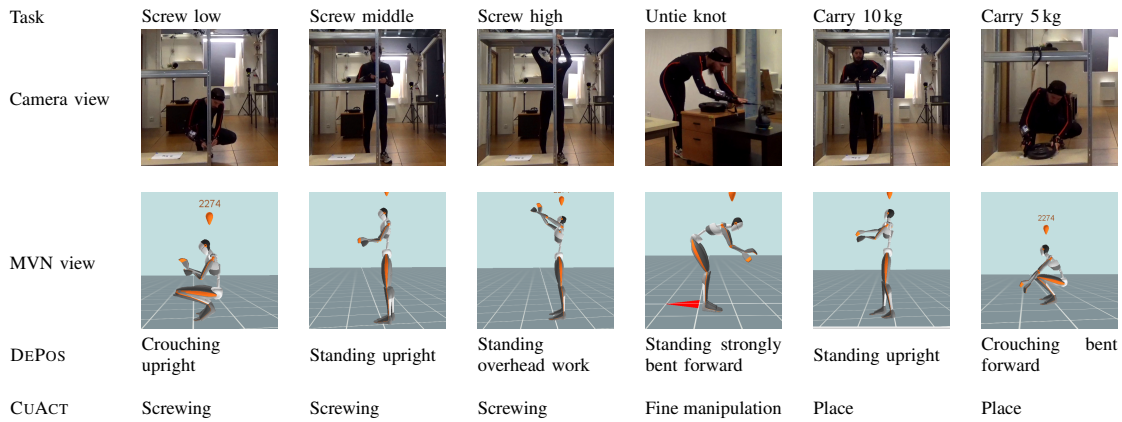 Task Screw low Screw middle Screw high Untie knot Carry 10 kg Carry 5 kg
Camera view
2274 2274
2274
MVN view
DEPOS Crouching upright Standing upright Standing overhead work Standing strongly bent forward Standing upright Crouching bent forward
CUACT Screwing Screwing Screwing Fine manipulation Place Place